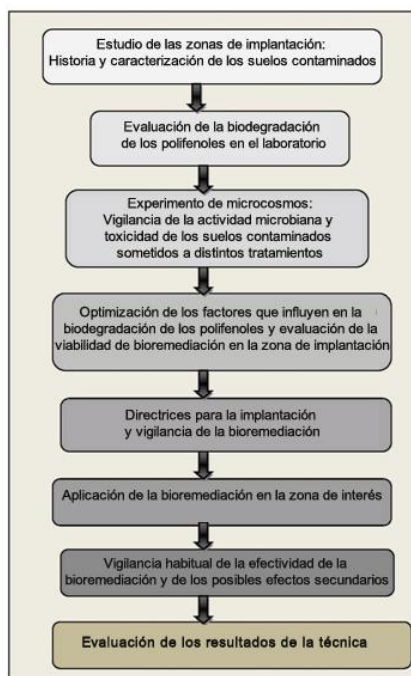 Estudio de las zonas de implantación:
Historia y caracterización de los suelos contaminados
Evaluación de la biodegradación
de los polifenoles en el laboratorio
Experimento de microcosmos:
Vigilancia de la actividad microbiana y
toxicidad de los suelos contaminados
sometidos a distintos tratamientos
Optimización de los factores que influyen en la
biodegradación de los polifenoles y evaluación de la
viabilidad de bioremediación en la zona de implantación
Directrices para la implantación
y vigilancia de la bioremediación
Aplicación de la bioremediación en la zona de interés
Vigilancia habitual de la efectividad de la
bioremediación y de los posibles efectos secundarios
Evaluación de los resultados de la técnica